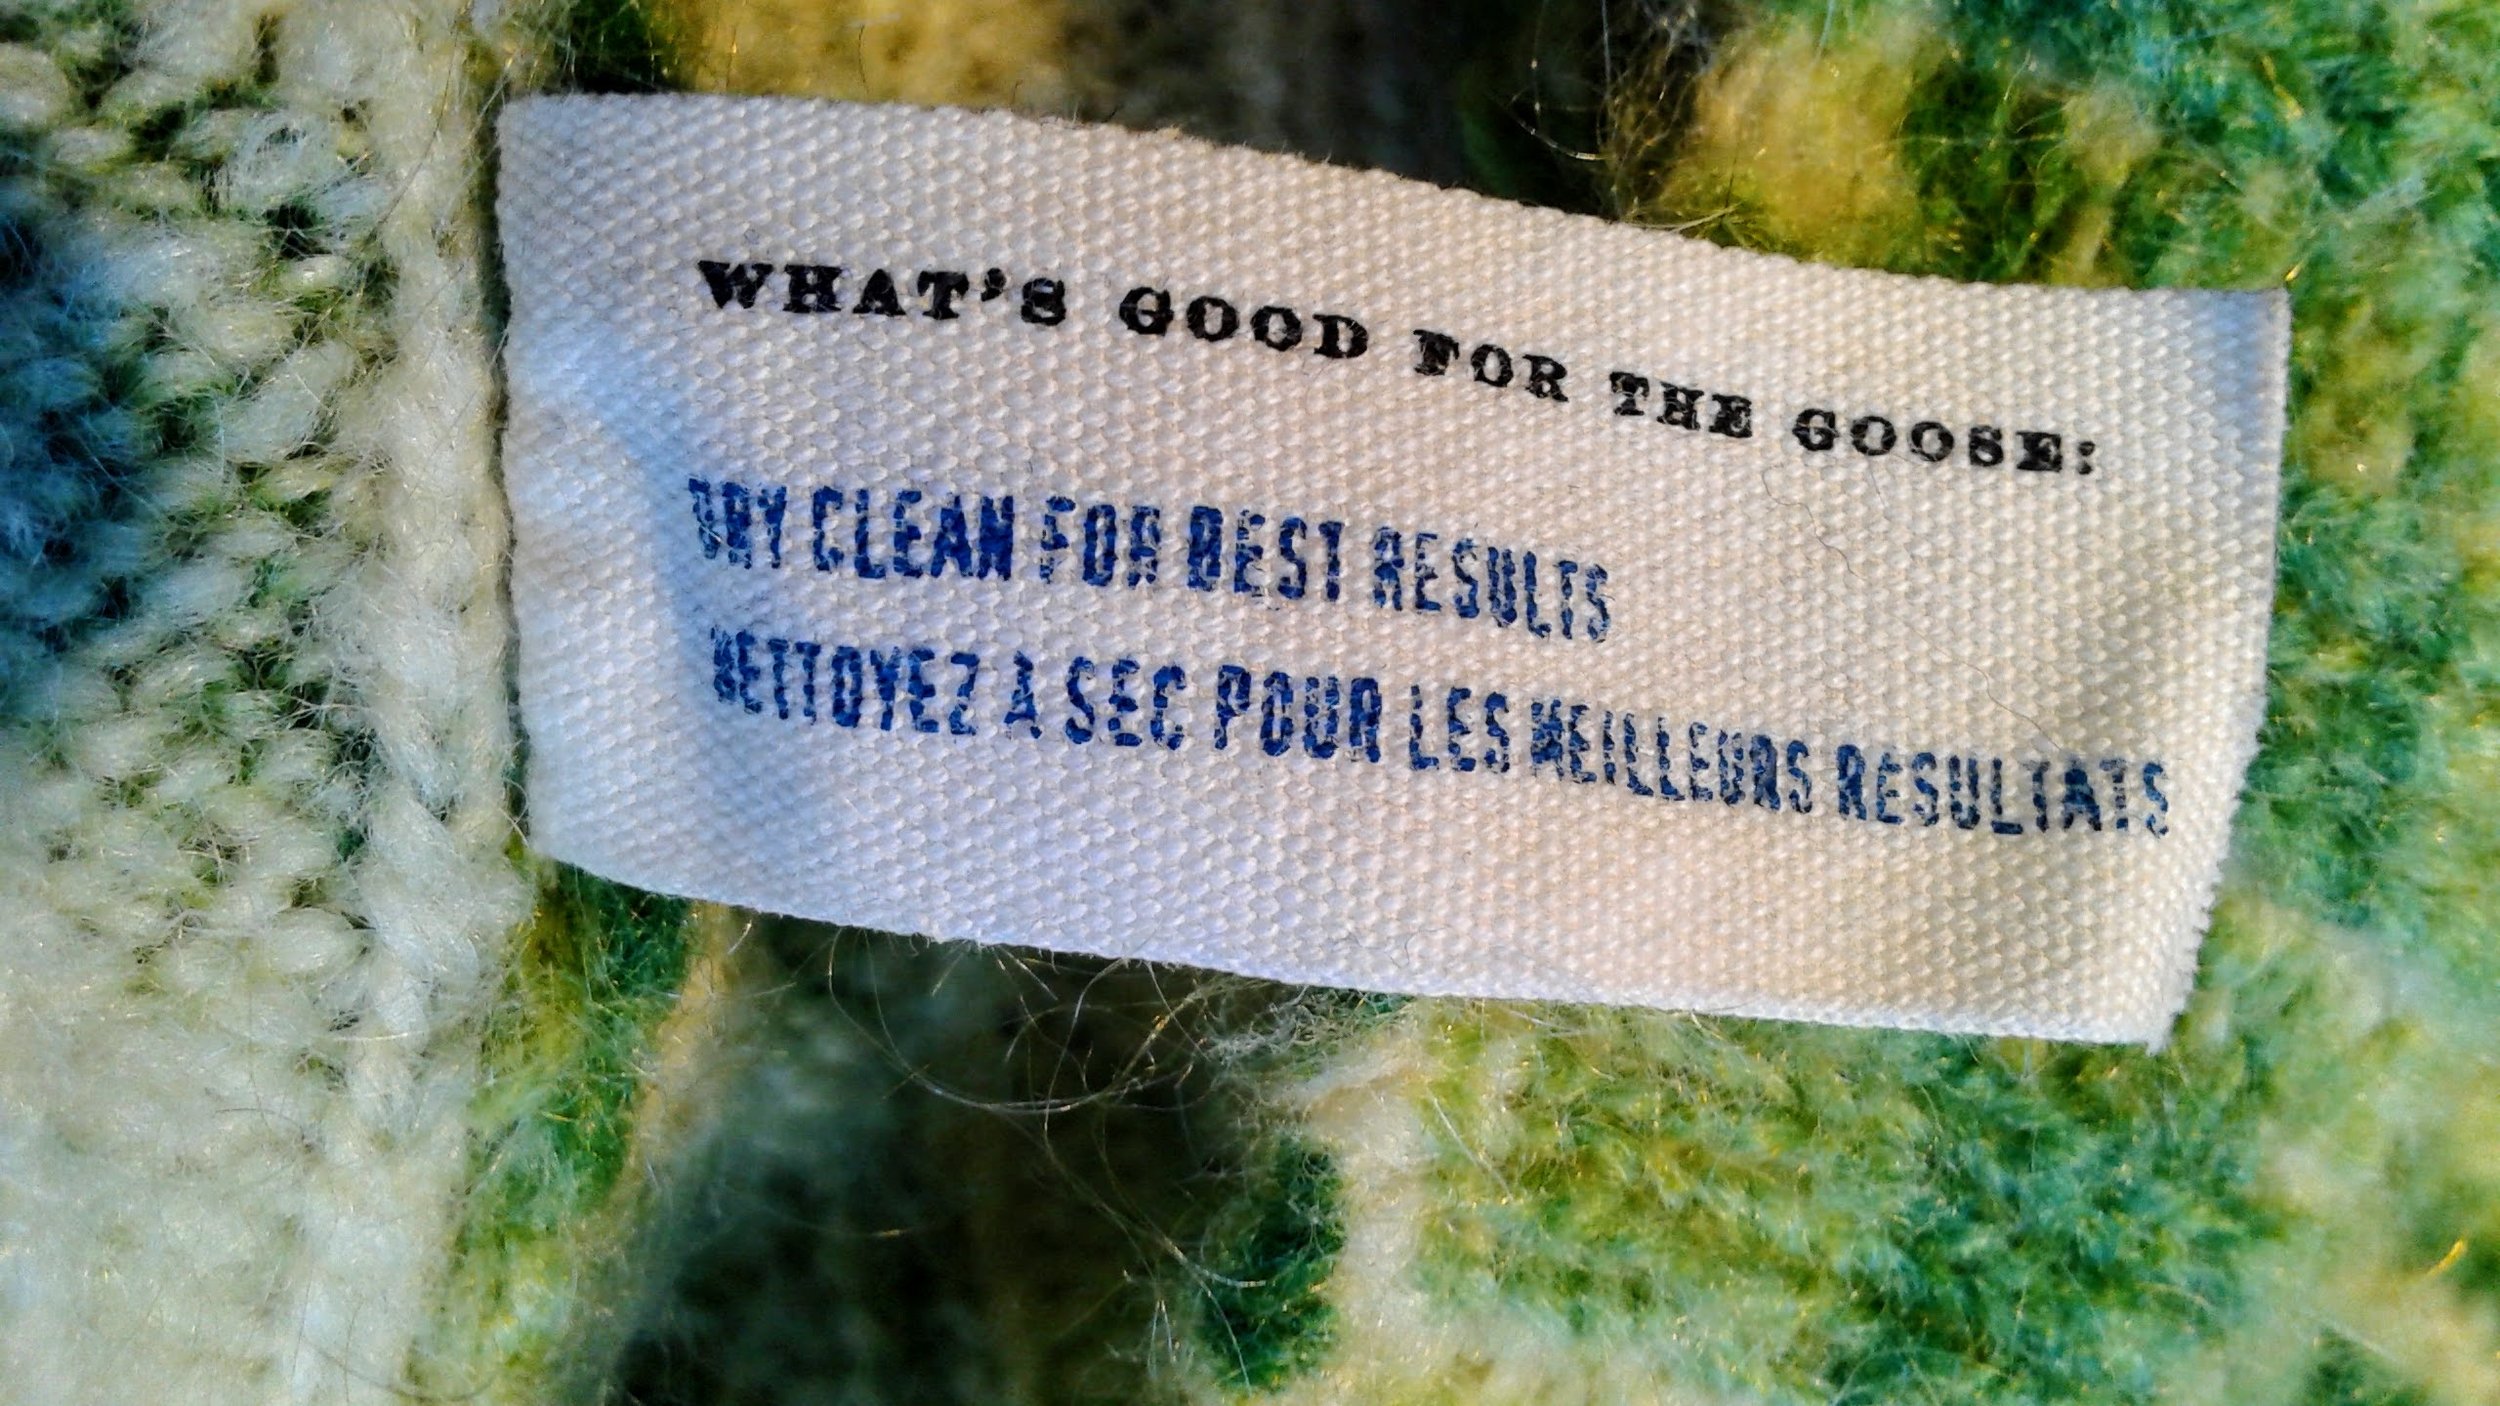 WHAT'S GOOD FOR THE GOOSE:
DRY CLEAN FOR BEST RESULTS
NETTOYEZ A SEC POUR LES MEILLEURS RESULTATS